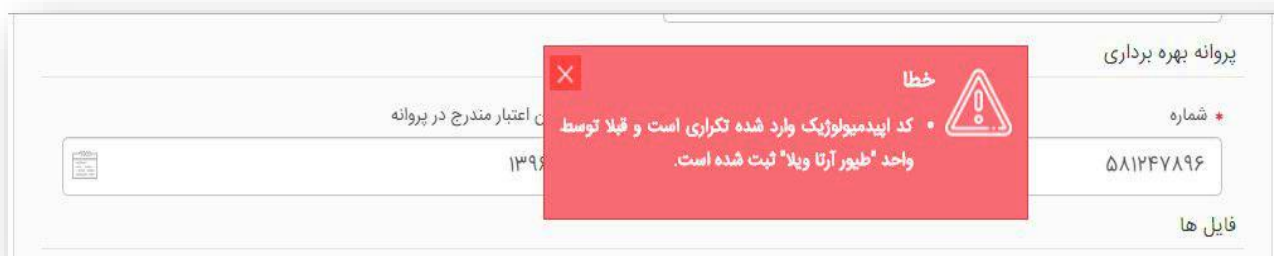 پروانه بهره برداری
خطا
• کد اپیدمیولوژیک وارد شده تکراری است و قبلا توسط
واحد "طیور آرتا ویلا" ثبت شده است.
* شماره
اعتبار مندرج در پروانه
۵۸۱۲۴۷۸۹۶
۱۳۹۶
فایل ها